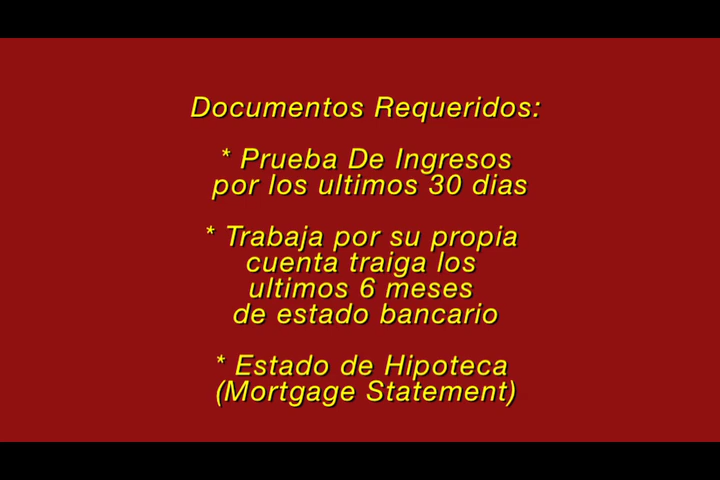 Documentos Requeridos:
* Prueba De Ingresos
por los ultimos 30 dias
* Trabaja por su propia
cuenta traiga los
ultimos 6 meses
de estado bancario
* Estado de Hipoteca
(Mortgage Statement)